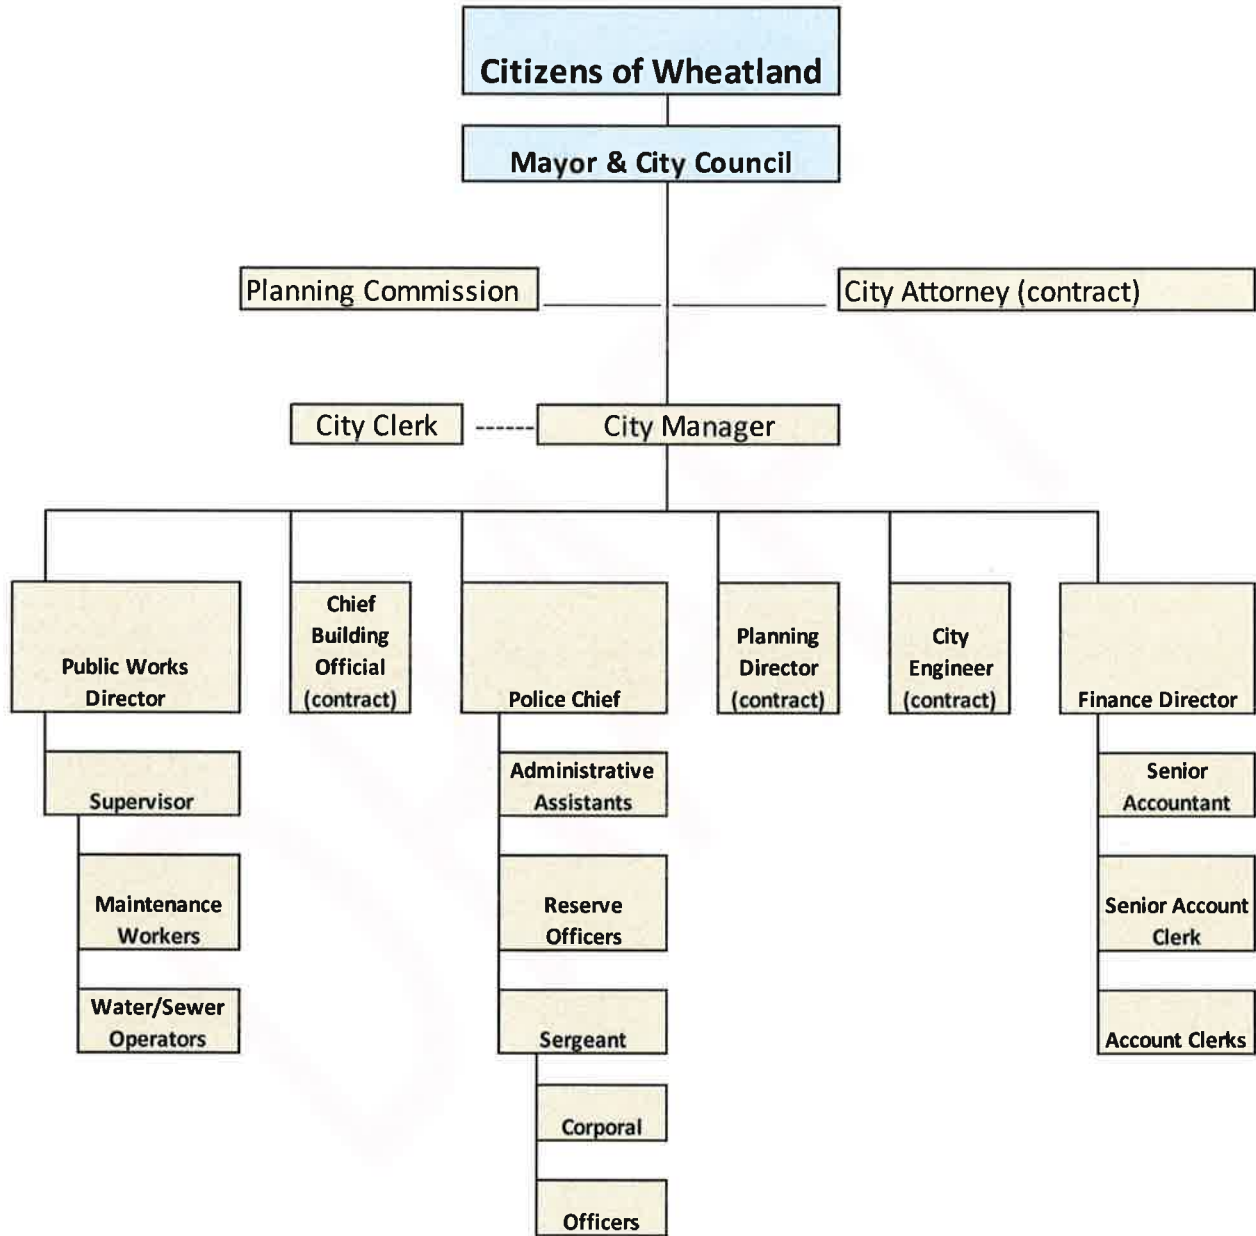 Citizens of Wheatland
Mayor & City Council
Planning Commission
City Attorney (contract)
City Clerk
City Manager
Public Works
Director
Chief
Building
Official
(contract)
Police Chief
Planning
Director
(contract)
City
Engineer
(contract)
Finance Director
Supervisor
Maintenance
Workers
Water/Sewer
Operators
Administrative
Assistants
Reserve
Officers
Sergeant
Corporal
Officers
Senior
Accountant
Senior Account
Clerk
Account Clerks